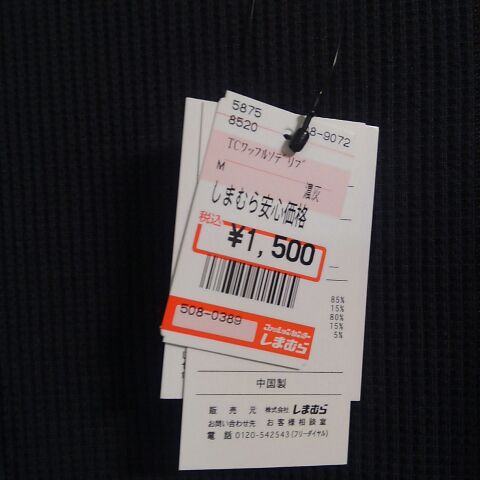 5875
8520
8-9072
TCワッフルソデリブ
M 濃灰
しまむら安心価格
税込
¥1,500
508-0389
ファッションセンター
しまむら
85%
15%
80%
15%
5%
中国製
販売元 株式会社 しまむら
お問い合わせ先 お客様相談室
電話 0120-542543(フリーダイヤル)